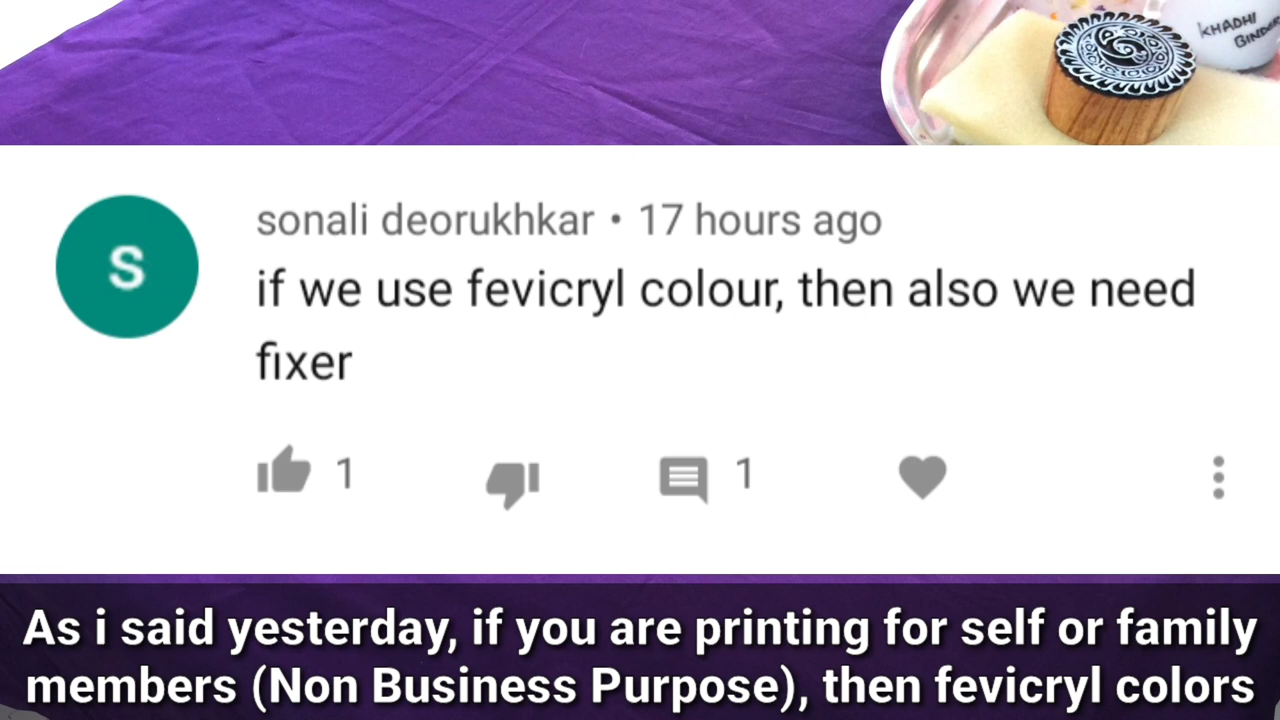 KHADHI
BINDER
S
sonali deorukhkar • 17 hours ago
if we use fevicryl colour, then also we need
fixer
1
1
As i said yesterday, if you are printing for self or family
members (Non Business Purpose), then fevicryl colors